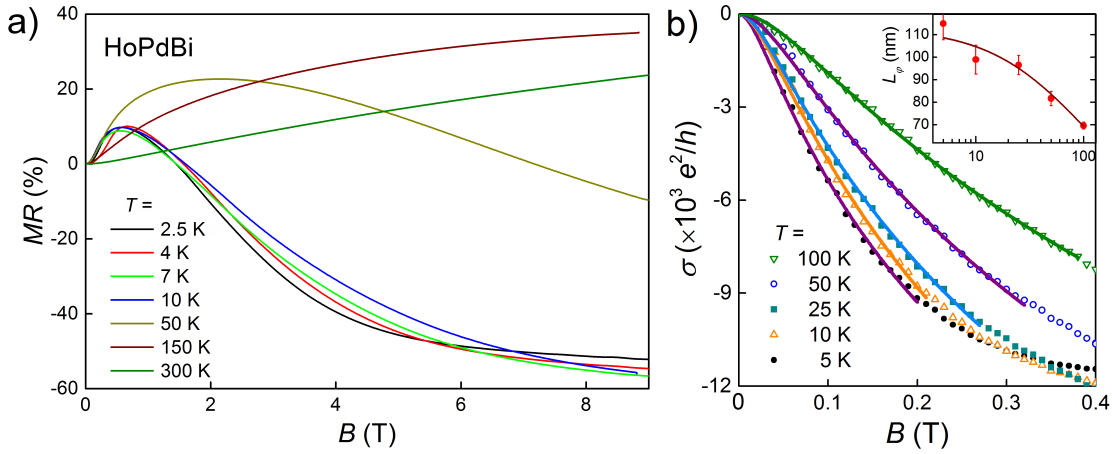 a)
HoPdBi
MR (%)
60
40
20
0
-20
-40
-60
T =
2.5 K
4 K
7 K
10 K
50 K
150 K
300 K
0 2 4 6 8
B (T)
b)
σ (×10³ e²/h)
0
-3
-6
-9
-12
T =
100 K
50 K
25 K
10 K
5 K
0 0.1 0.2 0.3 0.4
B (T)
Lφ (nm)
110
100
90
80
70
10 100